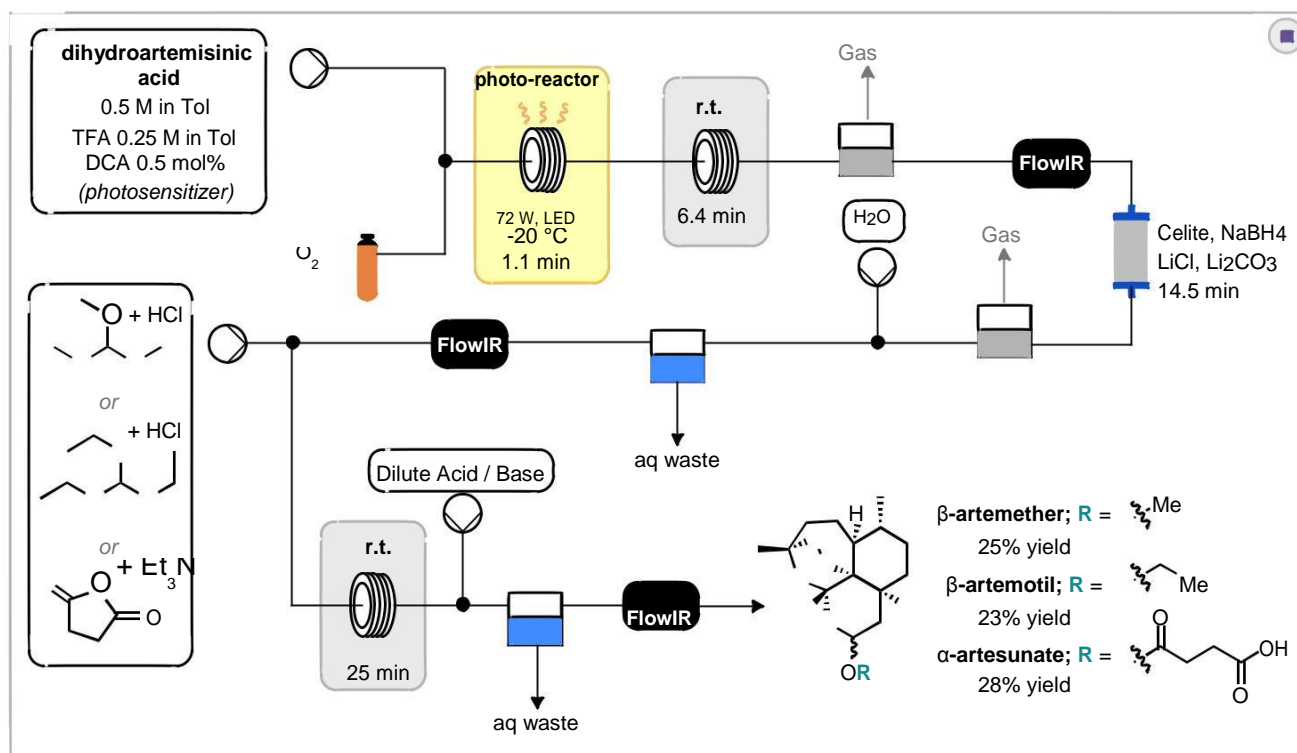 dihydroartemisinic
acid
0.5 M in Tol
TFA 0.25 M in Tol
DCA 0.5 mol%
(photosensitizer)
O2
photo-reactor
72 W, LED
-20 °C
1.1 min
r.t.
6.4 min
Gas
FlowIR
H2O
Gas
Celite, NaBH4
LiCl, Li2CO3
14.5 min
O + HCl
or
+ HCl
or
O + Et3N
O
FlowIR
aq waste
Dilute Acid / Base
r.t.
25 min
aq waste
FlowIR
H
OR
β-artemether; R = Me
25% yield
β-artemotil; R = Me
23% yield
α-artesunate; R = O OH
O
28% yield